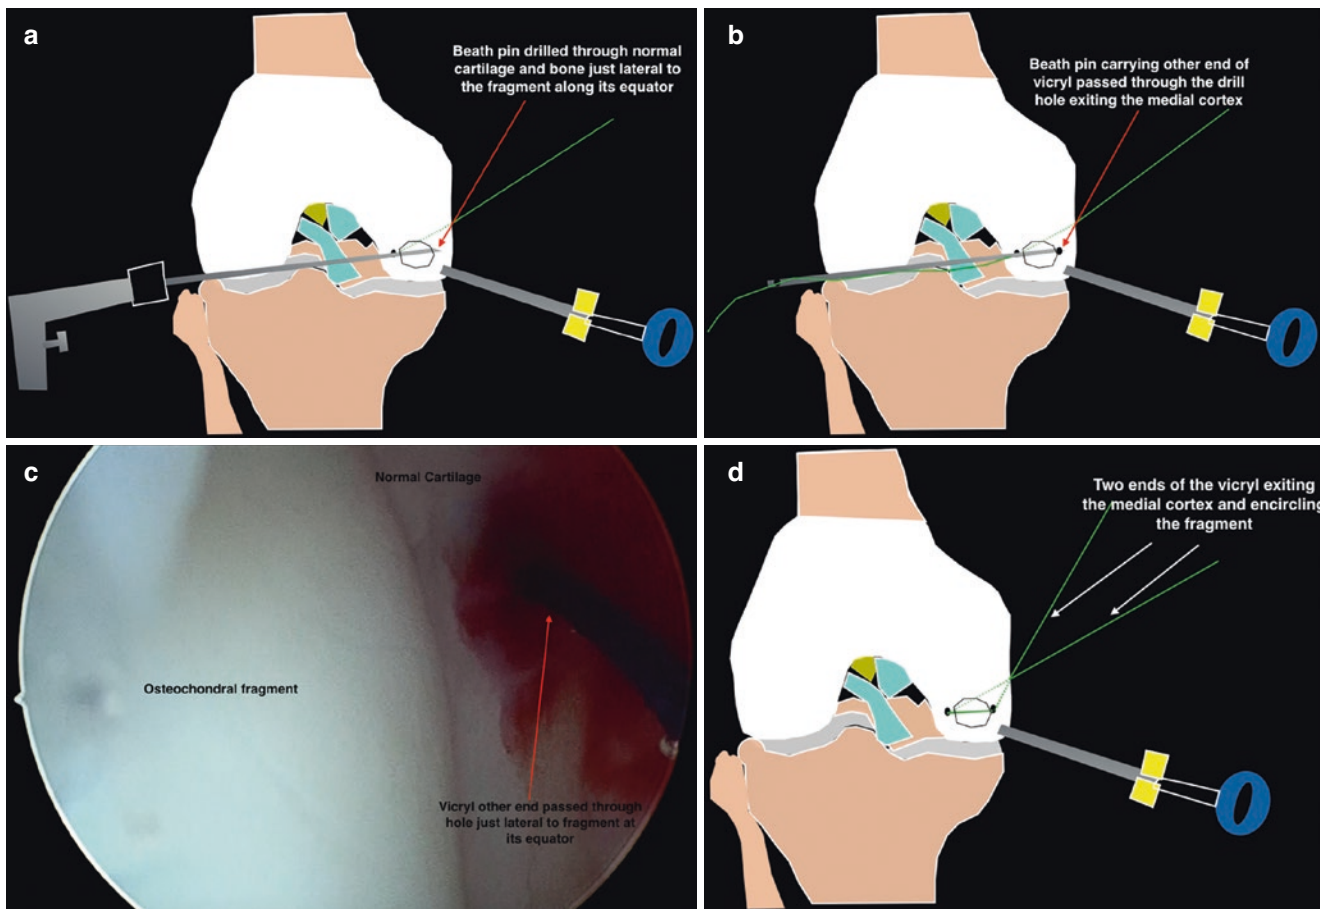 a
Beath pin drilled through normal
cartilage and bone just lateral to
the fragment along its equator
b
Beath pin carrying other end of
vicryl passed through the drill
hole exiting the medial cortex
c
Normal Cartilage
Osteochondral fragment
Vicryl other end passed through
hole just lateral to fragment at
its equator
d
Two ends of the vicryl exiting
the medial cortex and encircling
the fragment